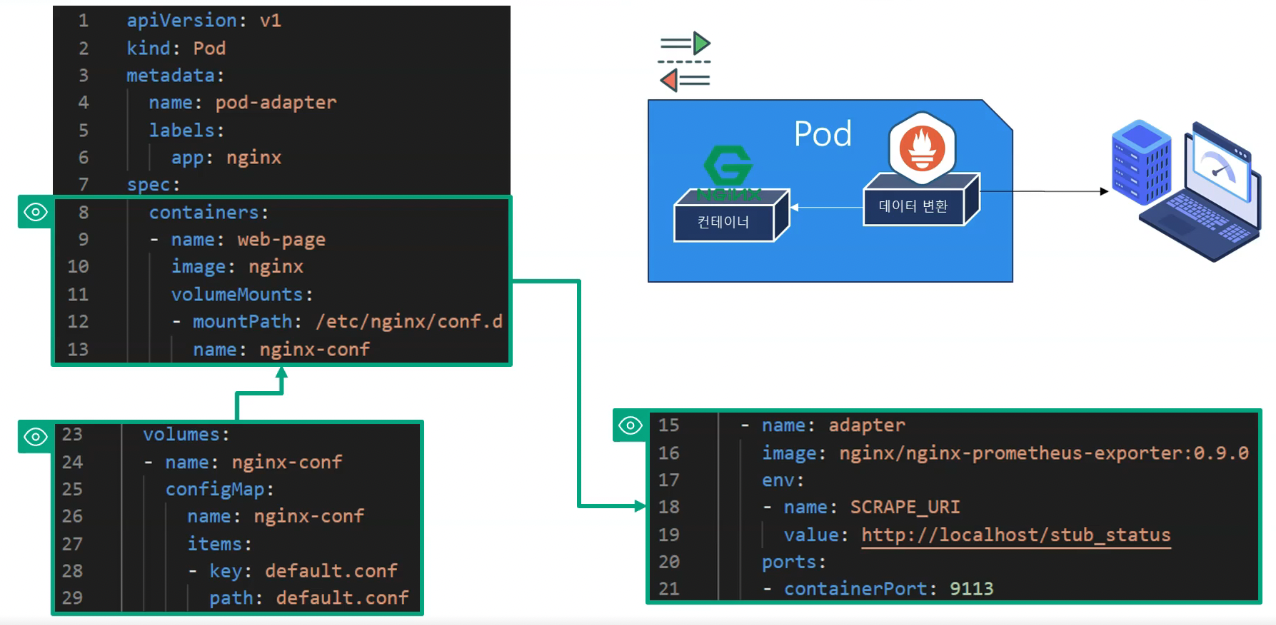 1 apiVersion: v1
2 kind: Pod
3 metadata:
4 name: pod-adapter
5 labels:
6 app: nginx
7 spec:
8 containers:
9 - name: web-page
10 image: nginx
11 volumeMounts:
12 - mountPath: /etc/nginx/conf.d
13 name: nginx-conf
23 volumes:
24 - name: nginx-conf
25 configMap:
26 name: nginx-conf
27 items:
28 - key: default.conf
29 path: default.conf
Pod
NGINX
컨테이너
데이터 변환
15 - name: adapter
16 image: nginx/nginx-prometheus-exporter:0.9.0
17 env:
18 - name: SCRAPE_URI
19 value: http://localhost/stub_status
20 ports:
21 - containerPort: 9113